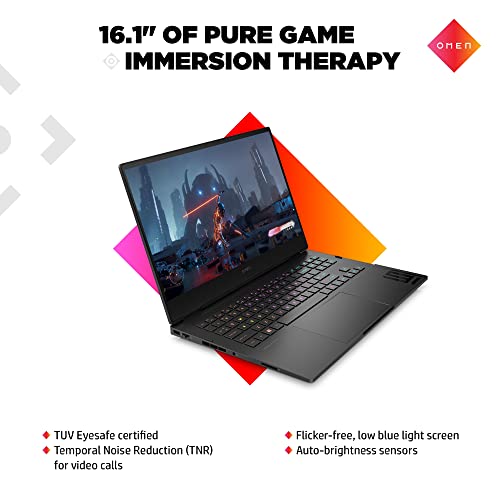 16.1" OF PURE GAME
IMMERSION THERAPY
OMEN
TUV Eyesafe certified
Temporal Noise Reduction (TNR)
for video calls
Flicker-free, low blue light screen
Auto-brightness sensors